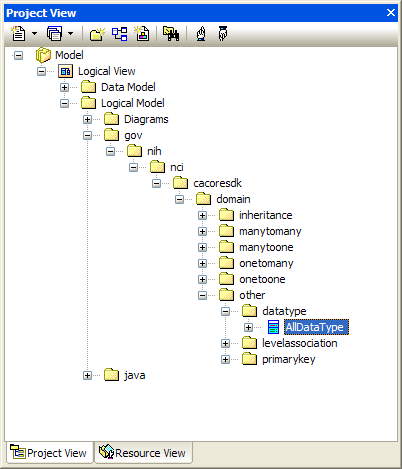 Project View
Model
Logical View
Data Model
Logical Model
Diagrams
gov
nih
nci
cacoresdk
domain
inheritance
manytomany
manytoone
onetomany
onetoone
other
datatype
AllDataType
levelassociation
primarykey
java
Project View Resource View